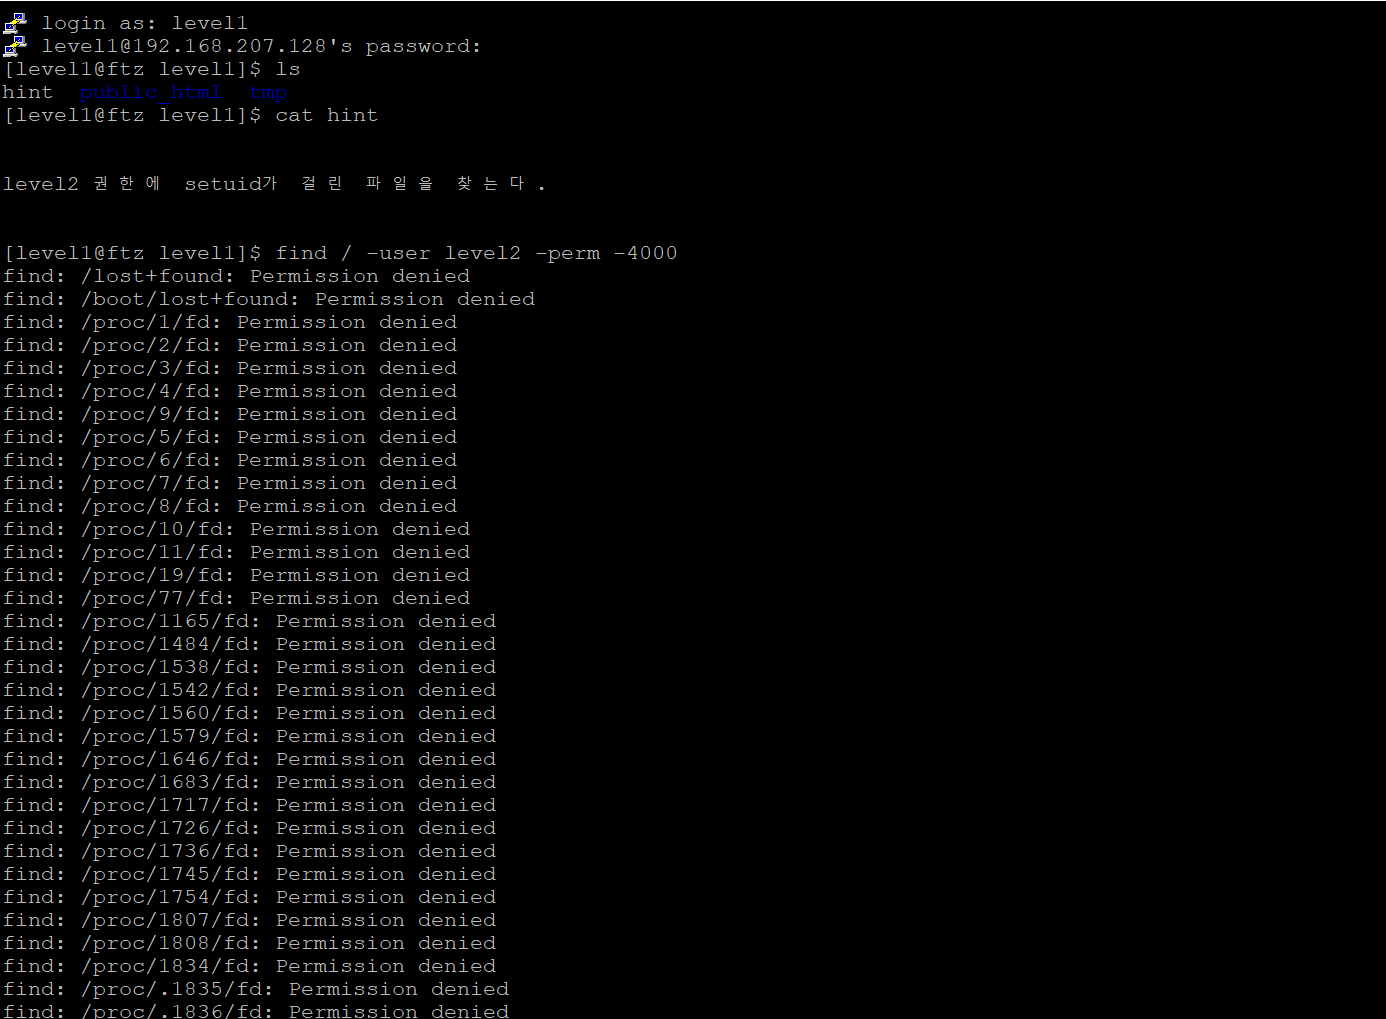 login as: level1
level1@192.168.207.128's password:
[level1@ftz level1]$ ls
hint  public_html  tmp
[level1@ftz level1]$ cat hint
level2 권한에 setuid가 걸린 파일을 찾는다.
[level1@ftz level1]$ find / -user level2 -perm -4000
find: /lost+found: Permission denied
find: /boot/lost+found: Permission denied
find: /proc/1/fd: Permission denied
find: /proc/2/fd: Permission denied
find: /proc/3/fd: Permission denied
find: /proc/4/fd: Permission denied
find: /proc/9/fd: Permission denied
find: /proc/5/fd: Permission denied
find: /proc/6/fd: Permission denied
find: /proc/7/fd: Permission denied
find: /proc/8/fd: Permission denied
find: /proc/10/fd: Permission denied
find: /proc/11/fd: Permission denied
find: /proc/19/fd: Permission denied
find: /proc/77/fd: Permission denied
find: /proc/1165/fd: Permission denied
find: /proc/1484/fd: Permission denied
find: /proc/1538/fd: Permission denied
find: /proc/1542/fd: Permission denied
find: /proc/1560/fd: Permission denied
find: /proc/1579/fd: Permission denied
find: /proc/1646/fd: Permission denied
find: /proc/1683/fd: Permission denied
find: /proc/1717/fd: Permission denied
find: /proc/1726/fd: Permission denied
find: /proc/1736/fd: Permission denied
find: /proc/1745/fd: Permission denied
find: /proc/1754/fd: Permission denied
find: /proc/1807/fd: Permission denied
find: /proc/1808/fd: Permission denied
find: /proc/1834/fd: Permission denied
find: /proc/.1835/fd: Permission denied
find: /proc/.1836/fd: Permission denied